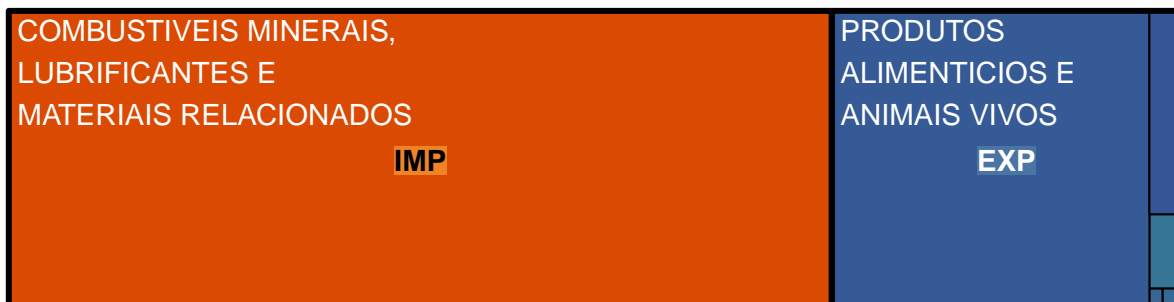 COMBUSTIVEIS MINERAIS,
LUBRIFICANTES E
MATERIAIS RELACIONADOS
IMP
PRODUTOS
ALIMENTICIOS E
ANIMAIS VIVOS
EXP